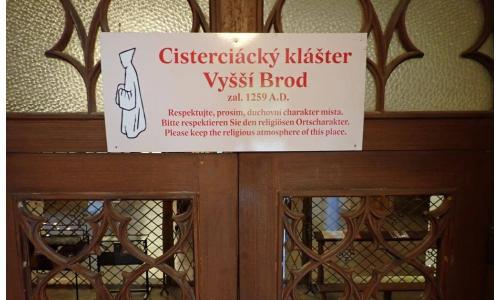 Cisterciácký klášter
Vyšší Brod
zal. 1259 A.D.
Respektujte, prosím, duchovní charakter místa.
Bitte respektieren Sie den religiösen Ortscharakter.
Please keep the religious atmosphere of this place.